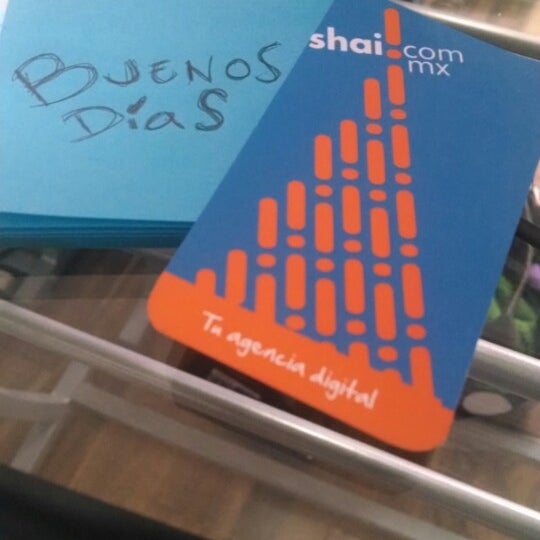 BUENOS
Días
shai!com
mx
Tu agencia digital